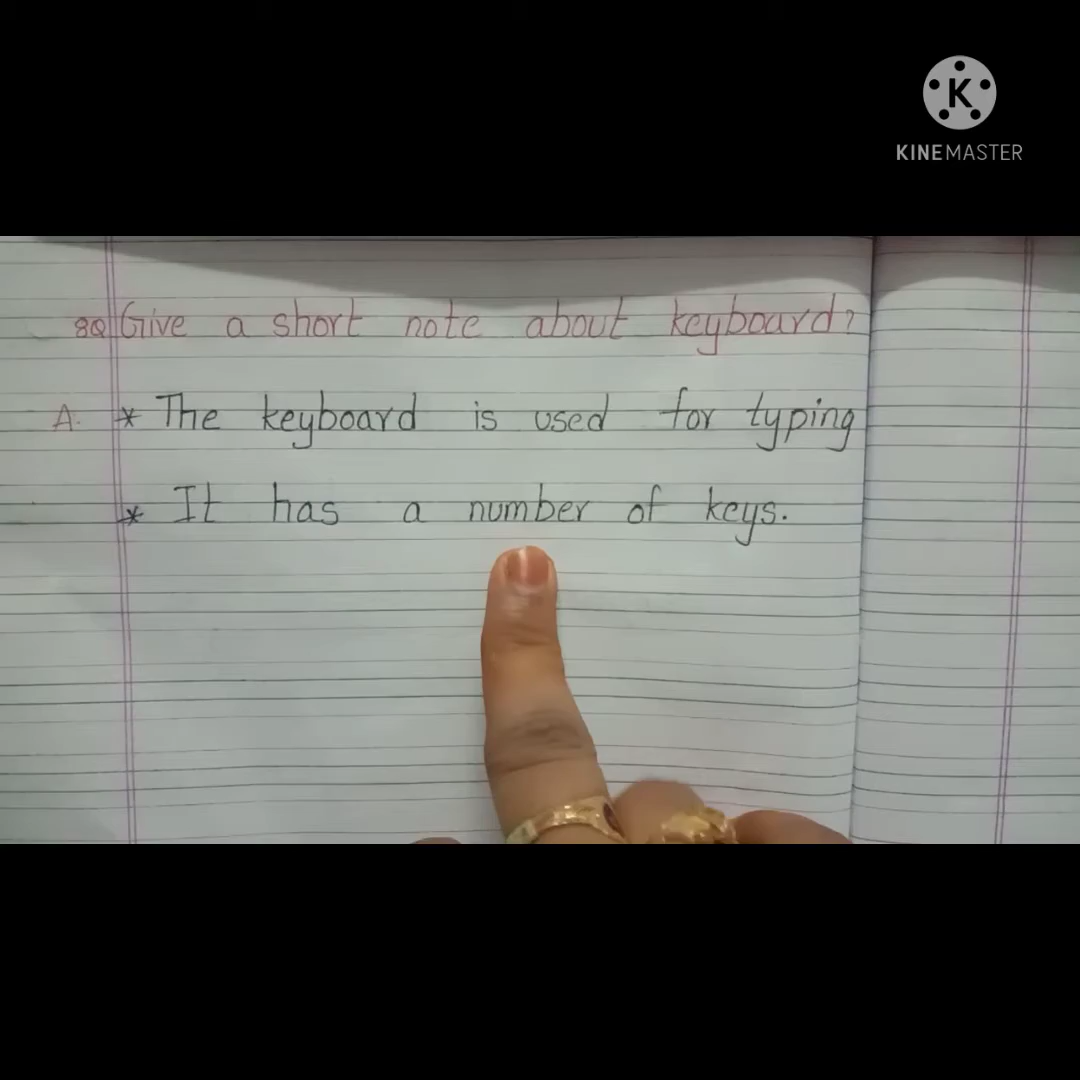 K
KINEMASTER
8Q Give a short note about keyboard?
A. * The keyboard is used for typing
* It has a number of keys.